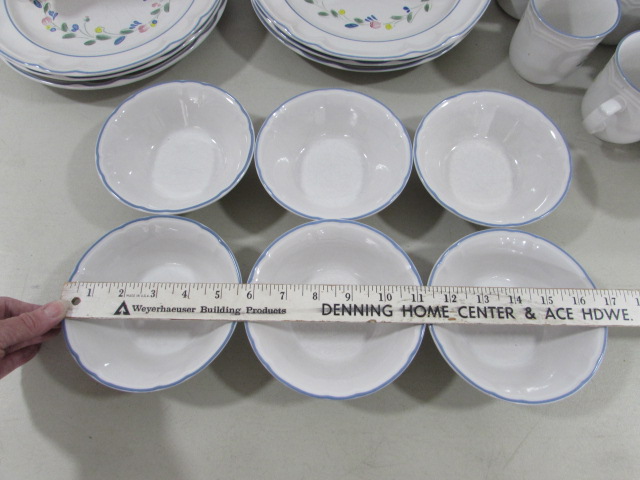 1 2 3 4 5 6 7 8 9 10 11 12 13 14 15 16 17
Weyerhaeuser Building Products DENNING HOME CENTER & ACE HDWE.